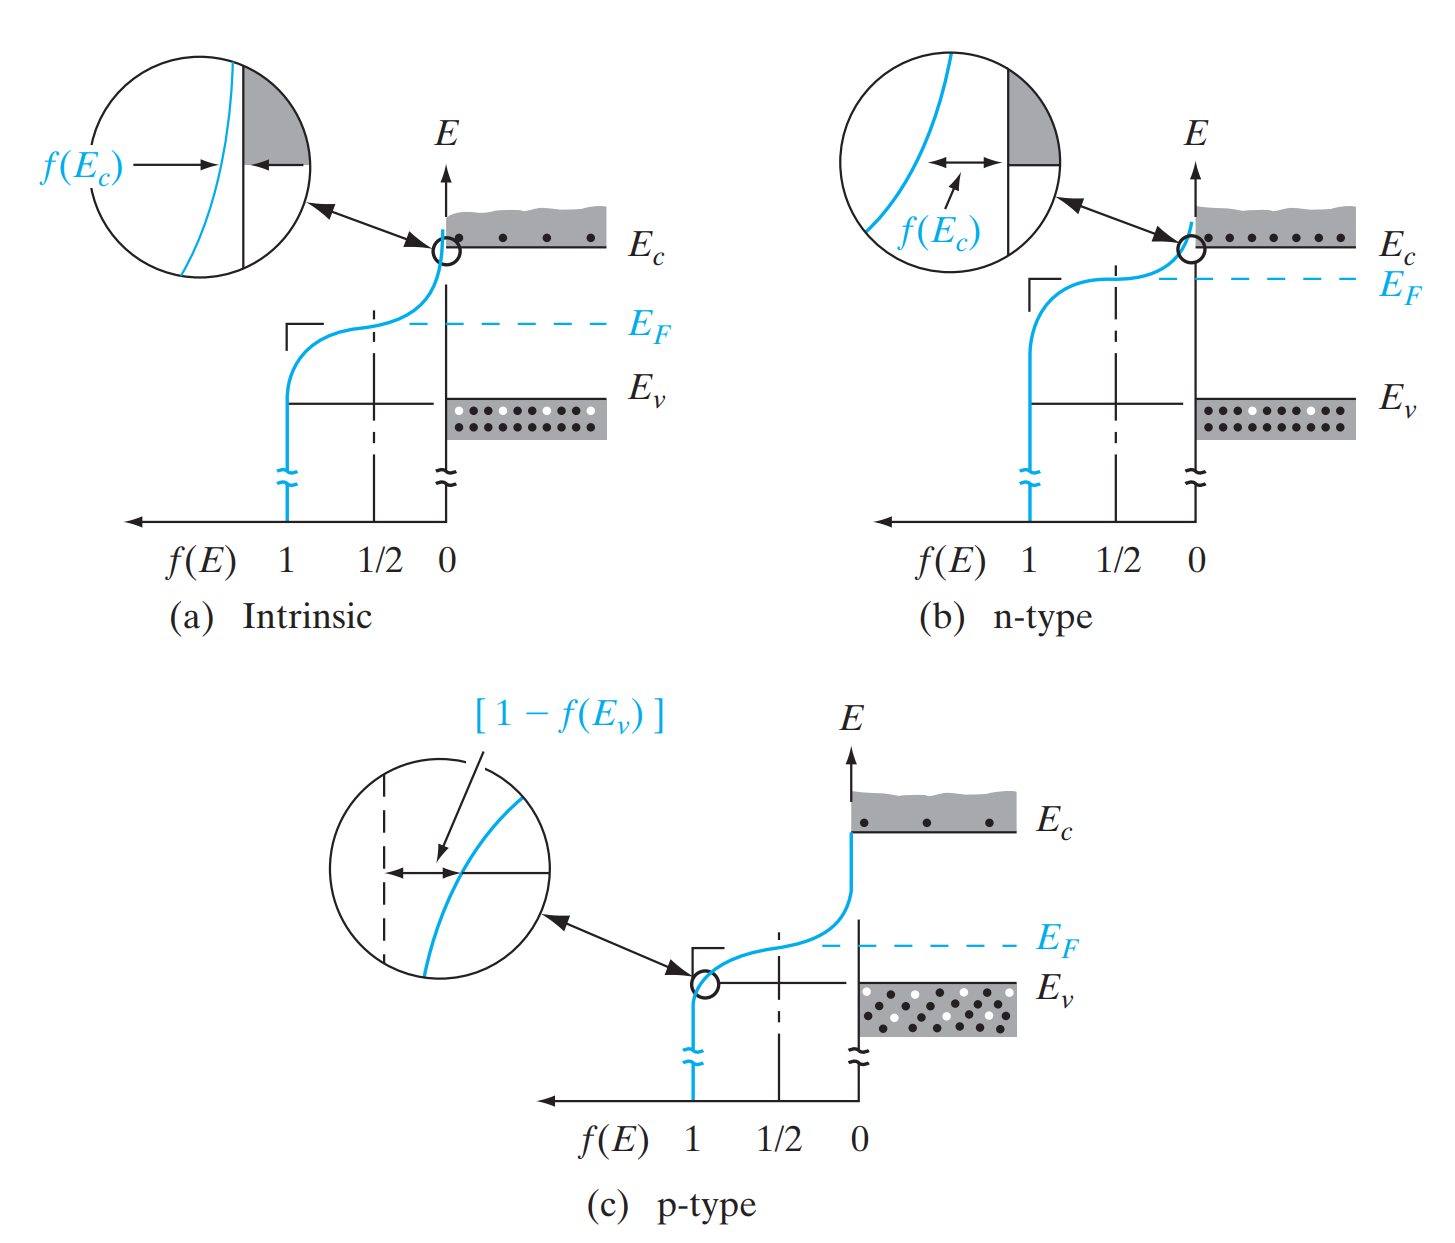 E
f(E_c)
E_c
E_F
E_v
f(E) 1 1/2 0
(a) Intrinsic
E
f(E_c)
E_c
E_F
E_v
f(E) 1 1/2 0
(b) n-type
[ 1 − f(E_v) ]
E
E_c
E_F
E_v
f(E) 1 1/2 0
(c) p-type